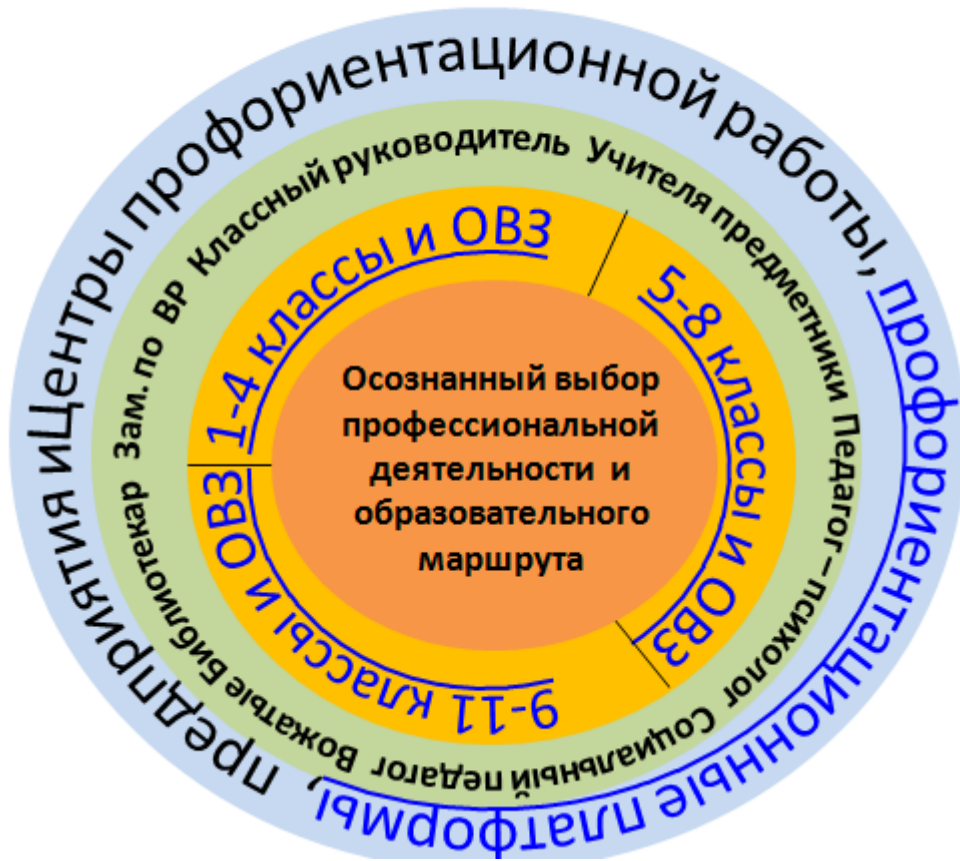 Центры профориентационной работы, профориентационные платформы, предприятия и
Зам. по ВР Классный руководитель Учителя предметники Педагог – психолог Социальный педагог Вожатые Библиотекар
1-4 классы и ОВЗ
5-8 классы и ОВЗ
9-11 классы и ОВЗ
Осознанный выбор
профессиональной
деятельности и
образовательного
маршрута